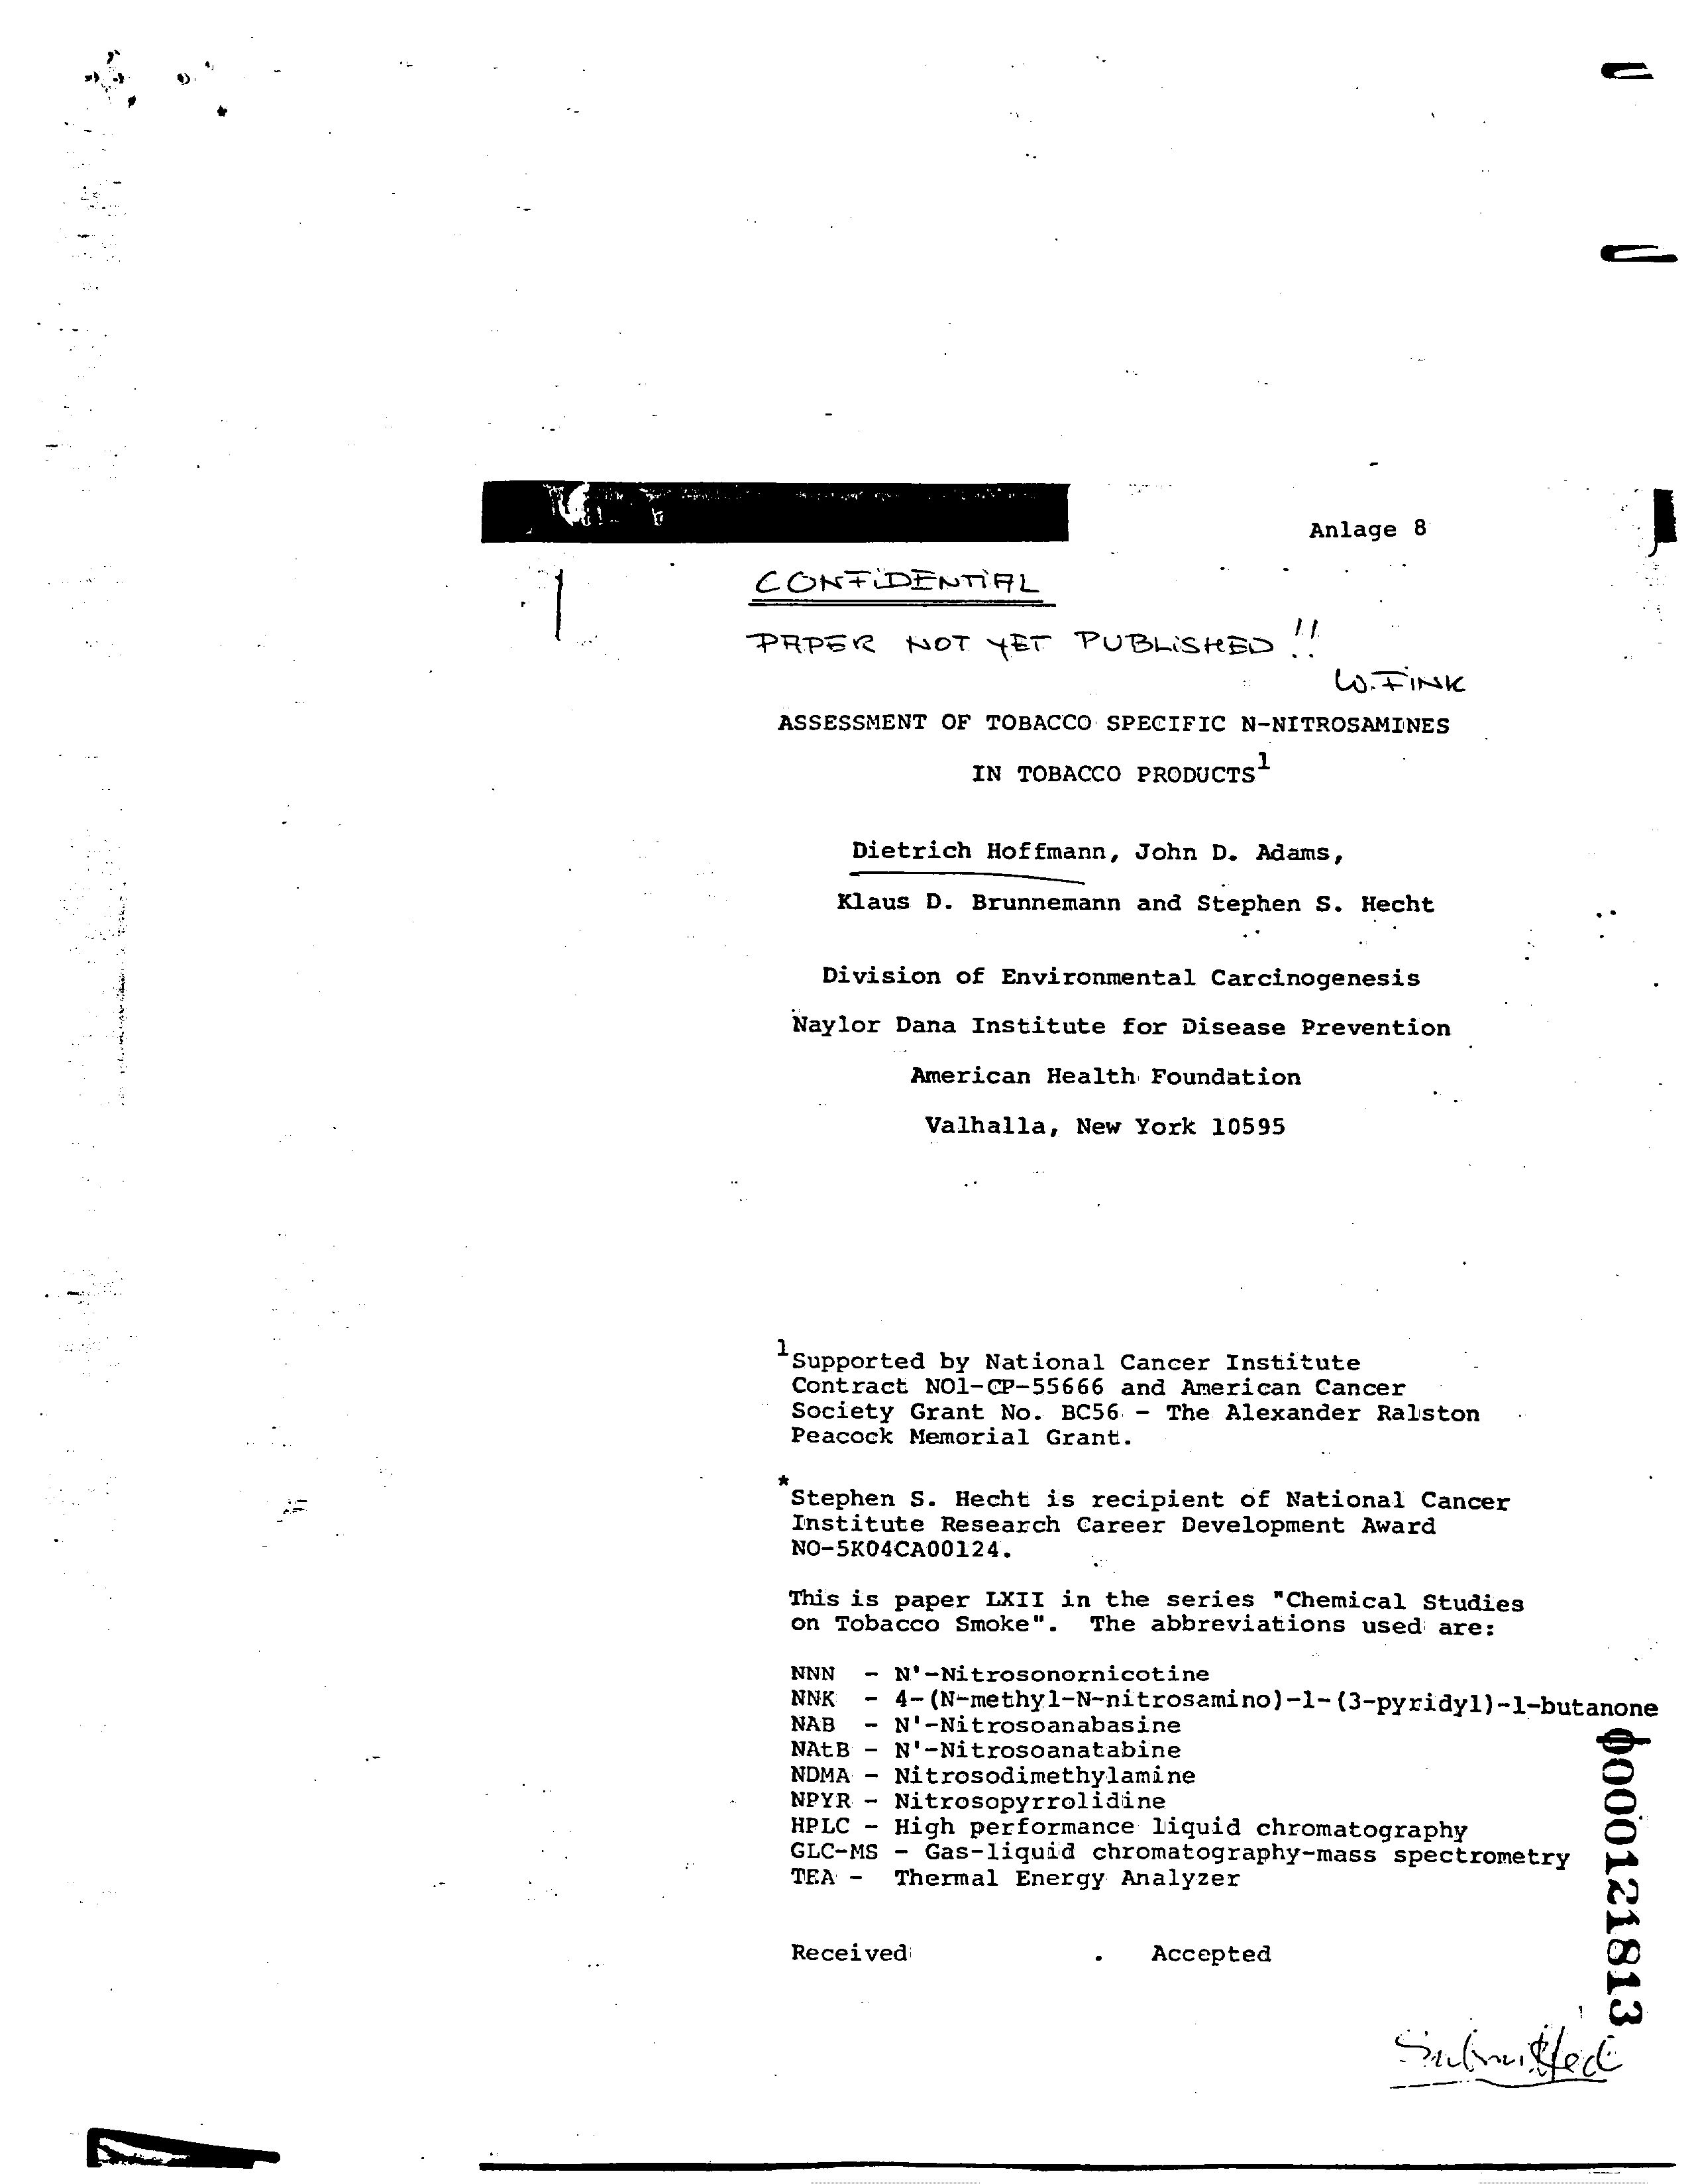 Anlage 8
CONFIDENTIAL
PAPER NOT YET PUBLISHED !!
W. FINK
ASSESSMENT OF TOBACCO SPECIFIC N-NITROSAMINES
IN TOBACCO PRODUCTS1
Dietrich Hoffmann, John D. Adams,
Klaus D. Brunnemann and Stephen S. Hecht
Division of Environmental Carcinogenesis
Naylor Dana Institute for Disease Prevention
American Health Foundation
Valhalla, New York 10595
1Supported by National Cancer Institute
Contract NO1-CP-55666 and American Cancer
Society Grant No. BC56 - The Alexander Ralston
Peacock Memorial Grant.
*Stephen S. Hecht is recipient of National Cancer
Institute Research Career Development Award
NO-5K04CA00124.
This is paper LXII in the series "Chemical Studies
on Tobacco Smoke". The abbreviations used are:
NNN - N'-Nitrosonornicotine
NNK - 4-(N-methyl-N-nitrosamino)-1-(3-pyridyl)-1-butanone
NAB - N'-Nitrosoanabasine
NAtB - N'-Nitrosoanatabine
NDMA - Nitrosodimethylamine
NPYR - Nitrosopyrrolidine
HPLC - High performance liquid chromatography
GLC-MS - Gas-liquid chromatography-mass spectrometry
TEA - Thermal Energy Analyzer
Received . Accepted
Submitted
0000121813